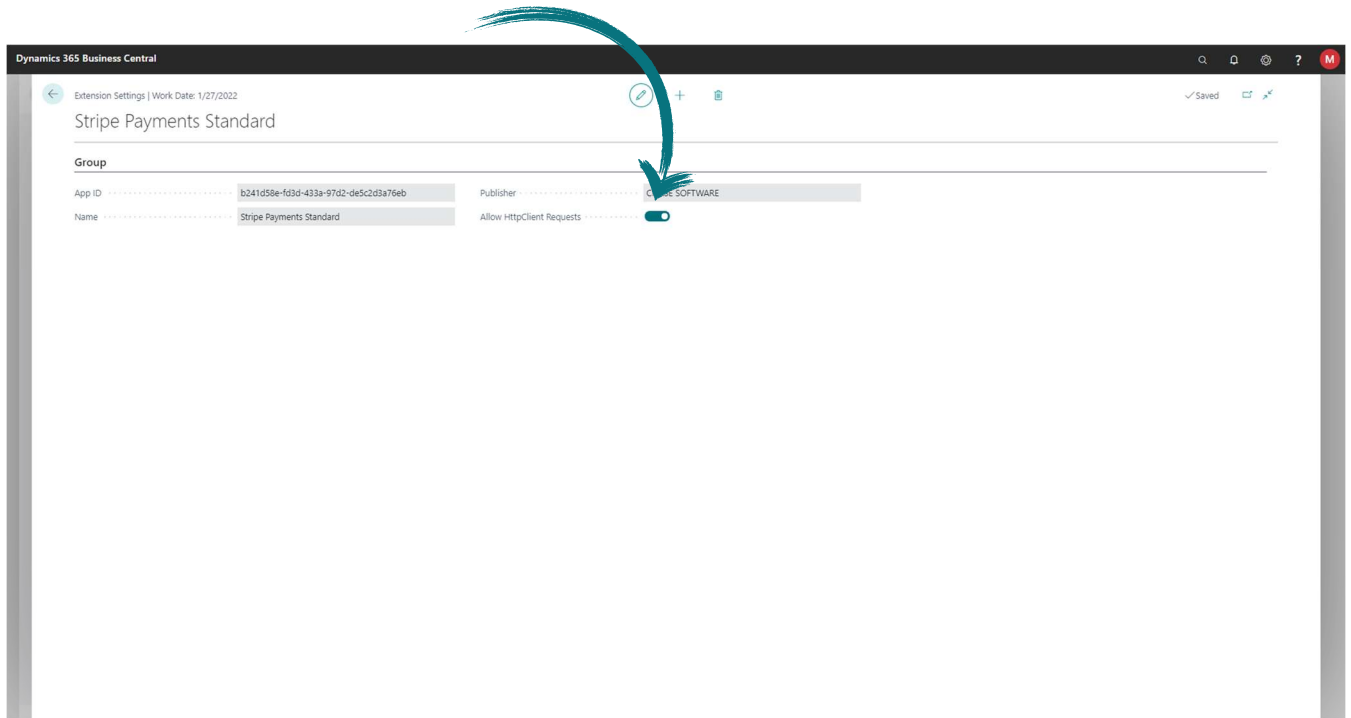 Dynamics 365 Business Central
? M
Extension Settings | Work Date: 1/27/2022
Saved
Stripe Payments Standard
Group
App ID b241d58e-fd3d-433a-97d2-de5c2d3a76eb Publisher SOFTWARE
Name Stripe Payments Standard Allow HttpClient Requests